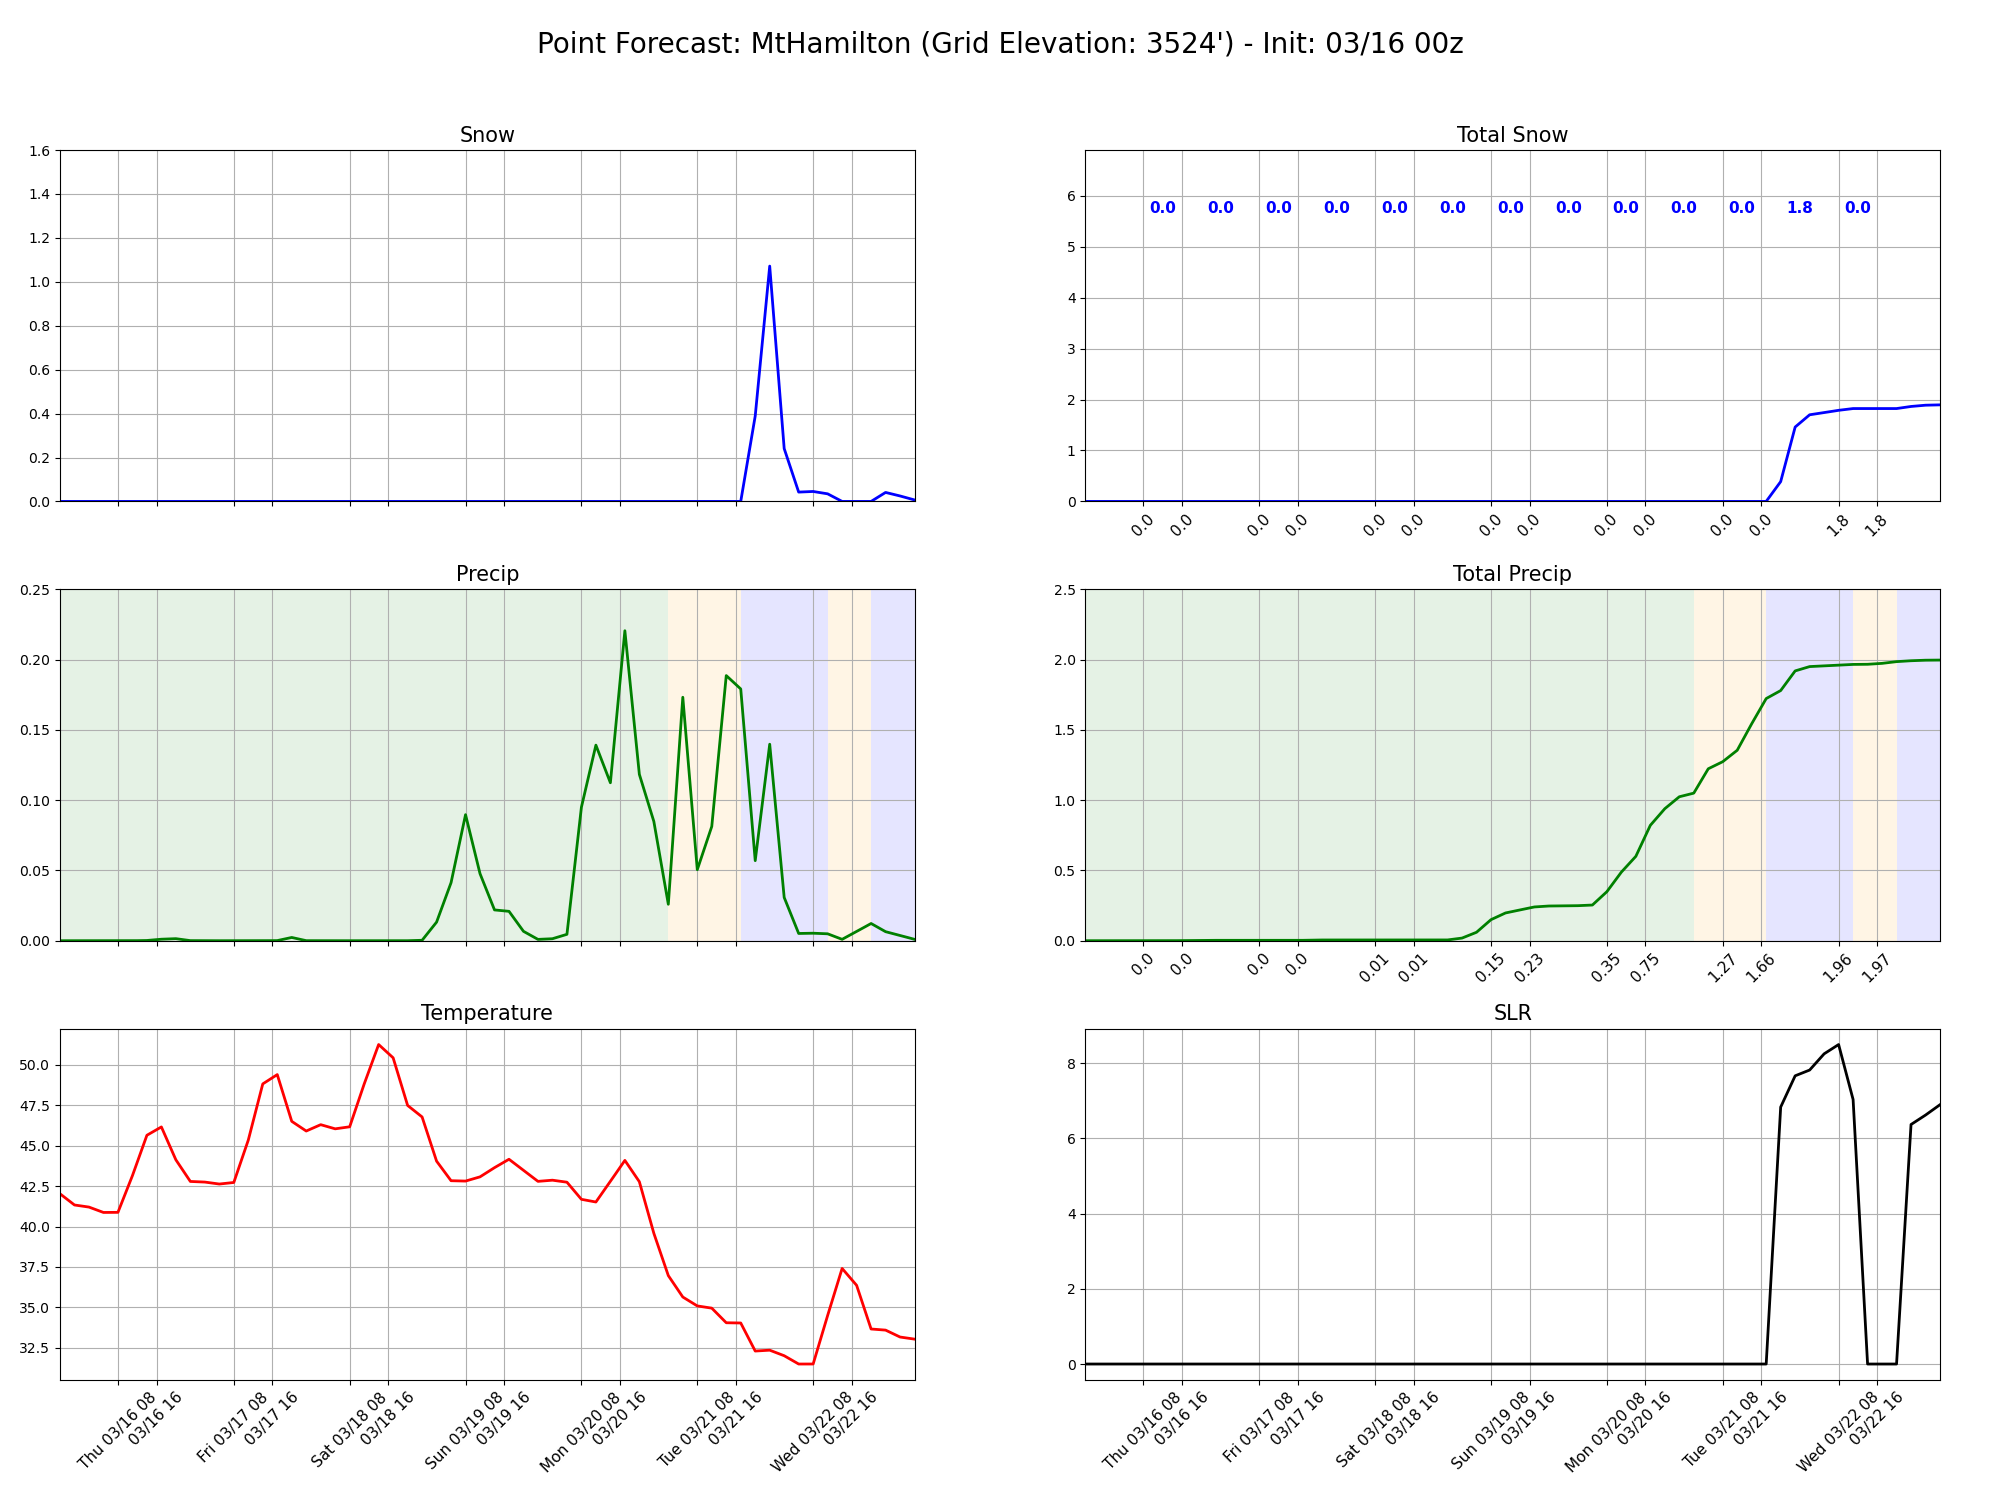 Point Forecast: MtHamilton (Grid Elevation: 3524') - Init: 03/16 00z
Snow
1.6
1.4
1.2
1.0
0.8
0.6
0.4
0.2
0.0
Total Snow
6
5
4
3
2
1
0
0.0 0.0 0.0 0.0 0.0 0.0 0.0 0.0 0.0 0.0 0.0 1.8 0.0
0.0 0.0 0.0 0.0 0.0 0.0 0.0 0.0 0.0 0.0 0.0 0.0 1.8 1.8
Precip
0.25
0.20
0.15
0.10
0.05
0.00
Total Precip
2.5
2.0
1.5
1.0
0.5
0.0
0.0 0.0 0.0 0.0 0.01 0.01 0.15 0.23 0.35 0.75 1.27 1.66 1.96 1.97
Temperature
50.0
47.5
45.0
42.5
40.0
37.5
35.0
32.5
Thu 03/16 08
03/16 16
Fri 03/17 08
03/17 16
Sat 03/18 08
03/18 16
Sun 03/19 08
03/19 16
Mon 03/20 08
03/20 16
Tue 03/21 08
03/21 16
Wed 03/22 08
03/22 16
SLR
8
6
4
2
0
Thu 03/16 08
03/16 16
Fri 03/17 08
03/17 16
Sat 03/18 08
03/18 16
Sun 03/19 08
03/19 16
Mon 03/20 08
03/20 16
Tue 03/21 08
03/21 16
Wed 03/22 08
03/22 16